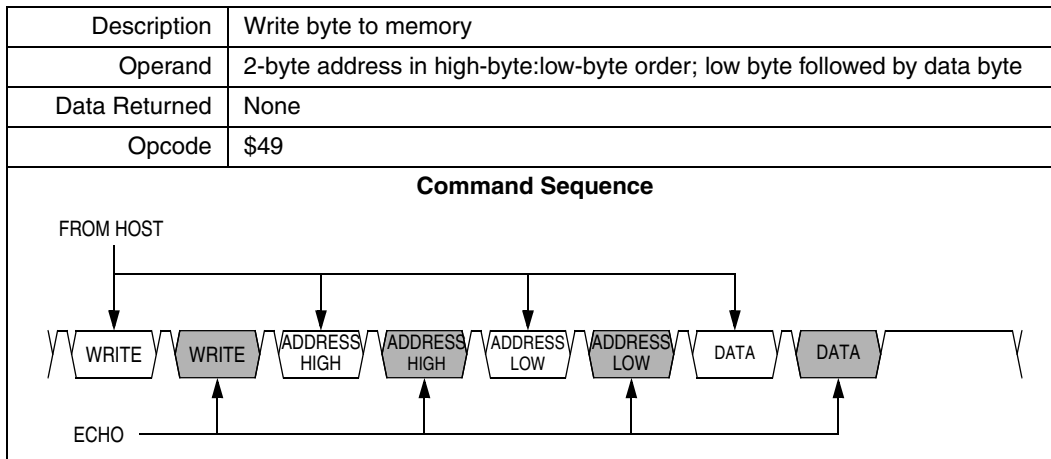 Description Write byte to memory
Operand 2-byte address in high-byte:low-byte order; low byte followed by data byte
Data Returned None
Opcode $49
Command Sequence
FROM HOST
WRITE WRITE ADDRESS HIGH ADDRESS HIGH ADDRESS LOW ADDRESS LOW DATA DATA
ECHO